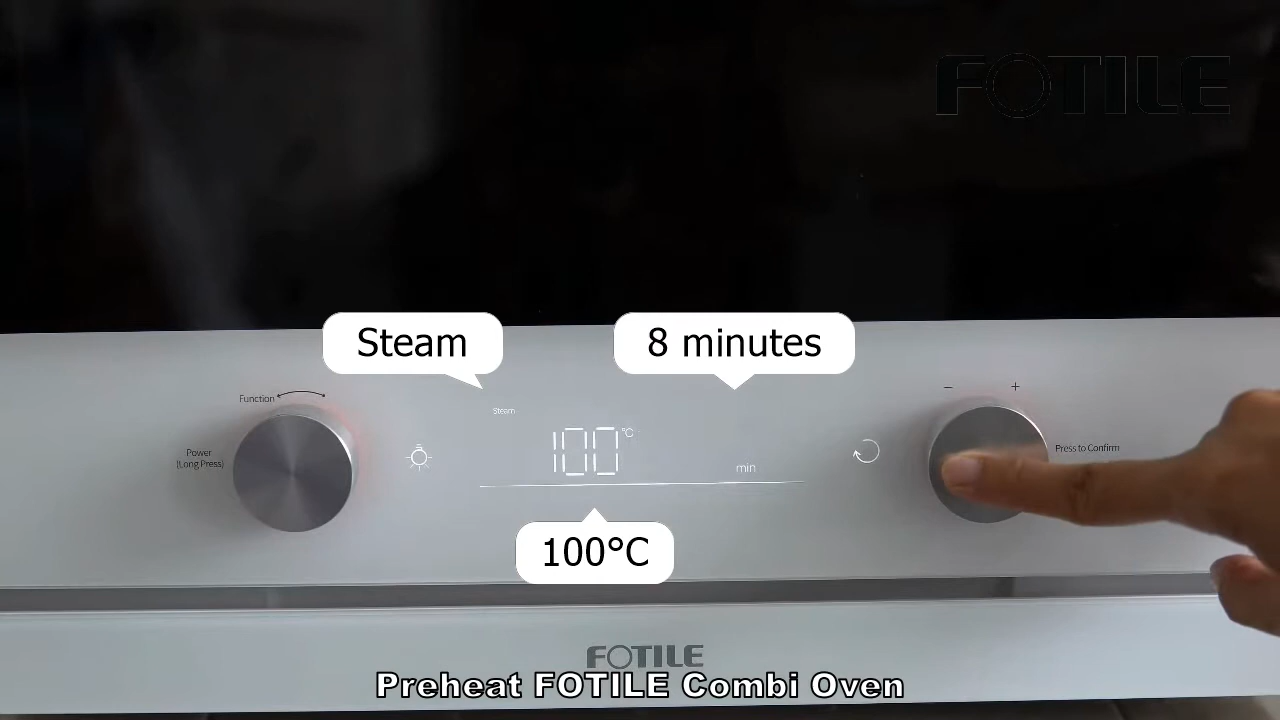 FOTILE
Steam
8 minutes
Function
- +
Steam
Power
(Long Press)
100 °C
min
Press to Confirm
100°C
FOTILE
Preheat FOTILE Combi Oven